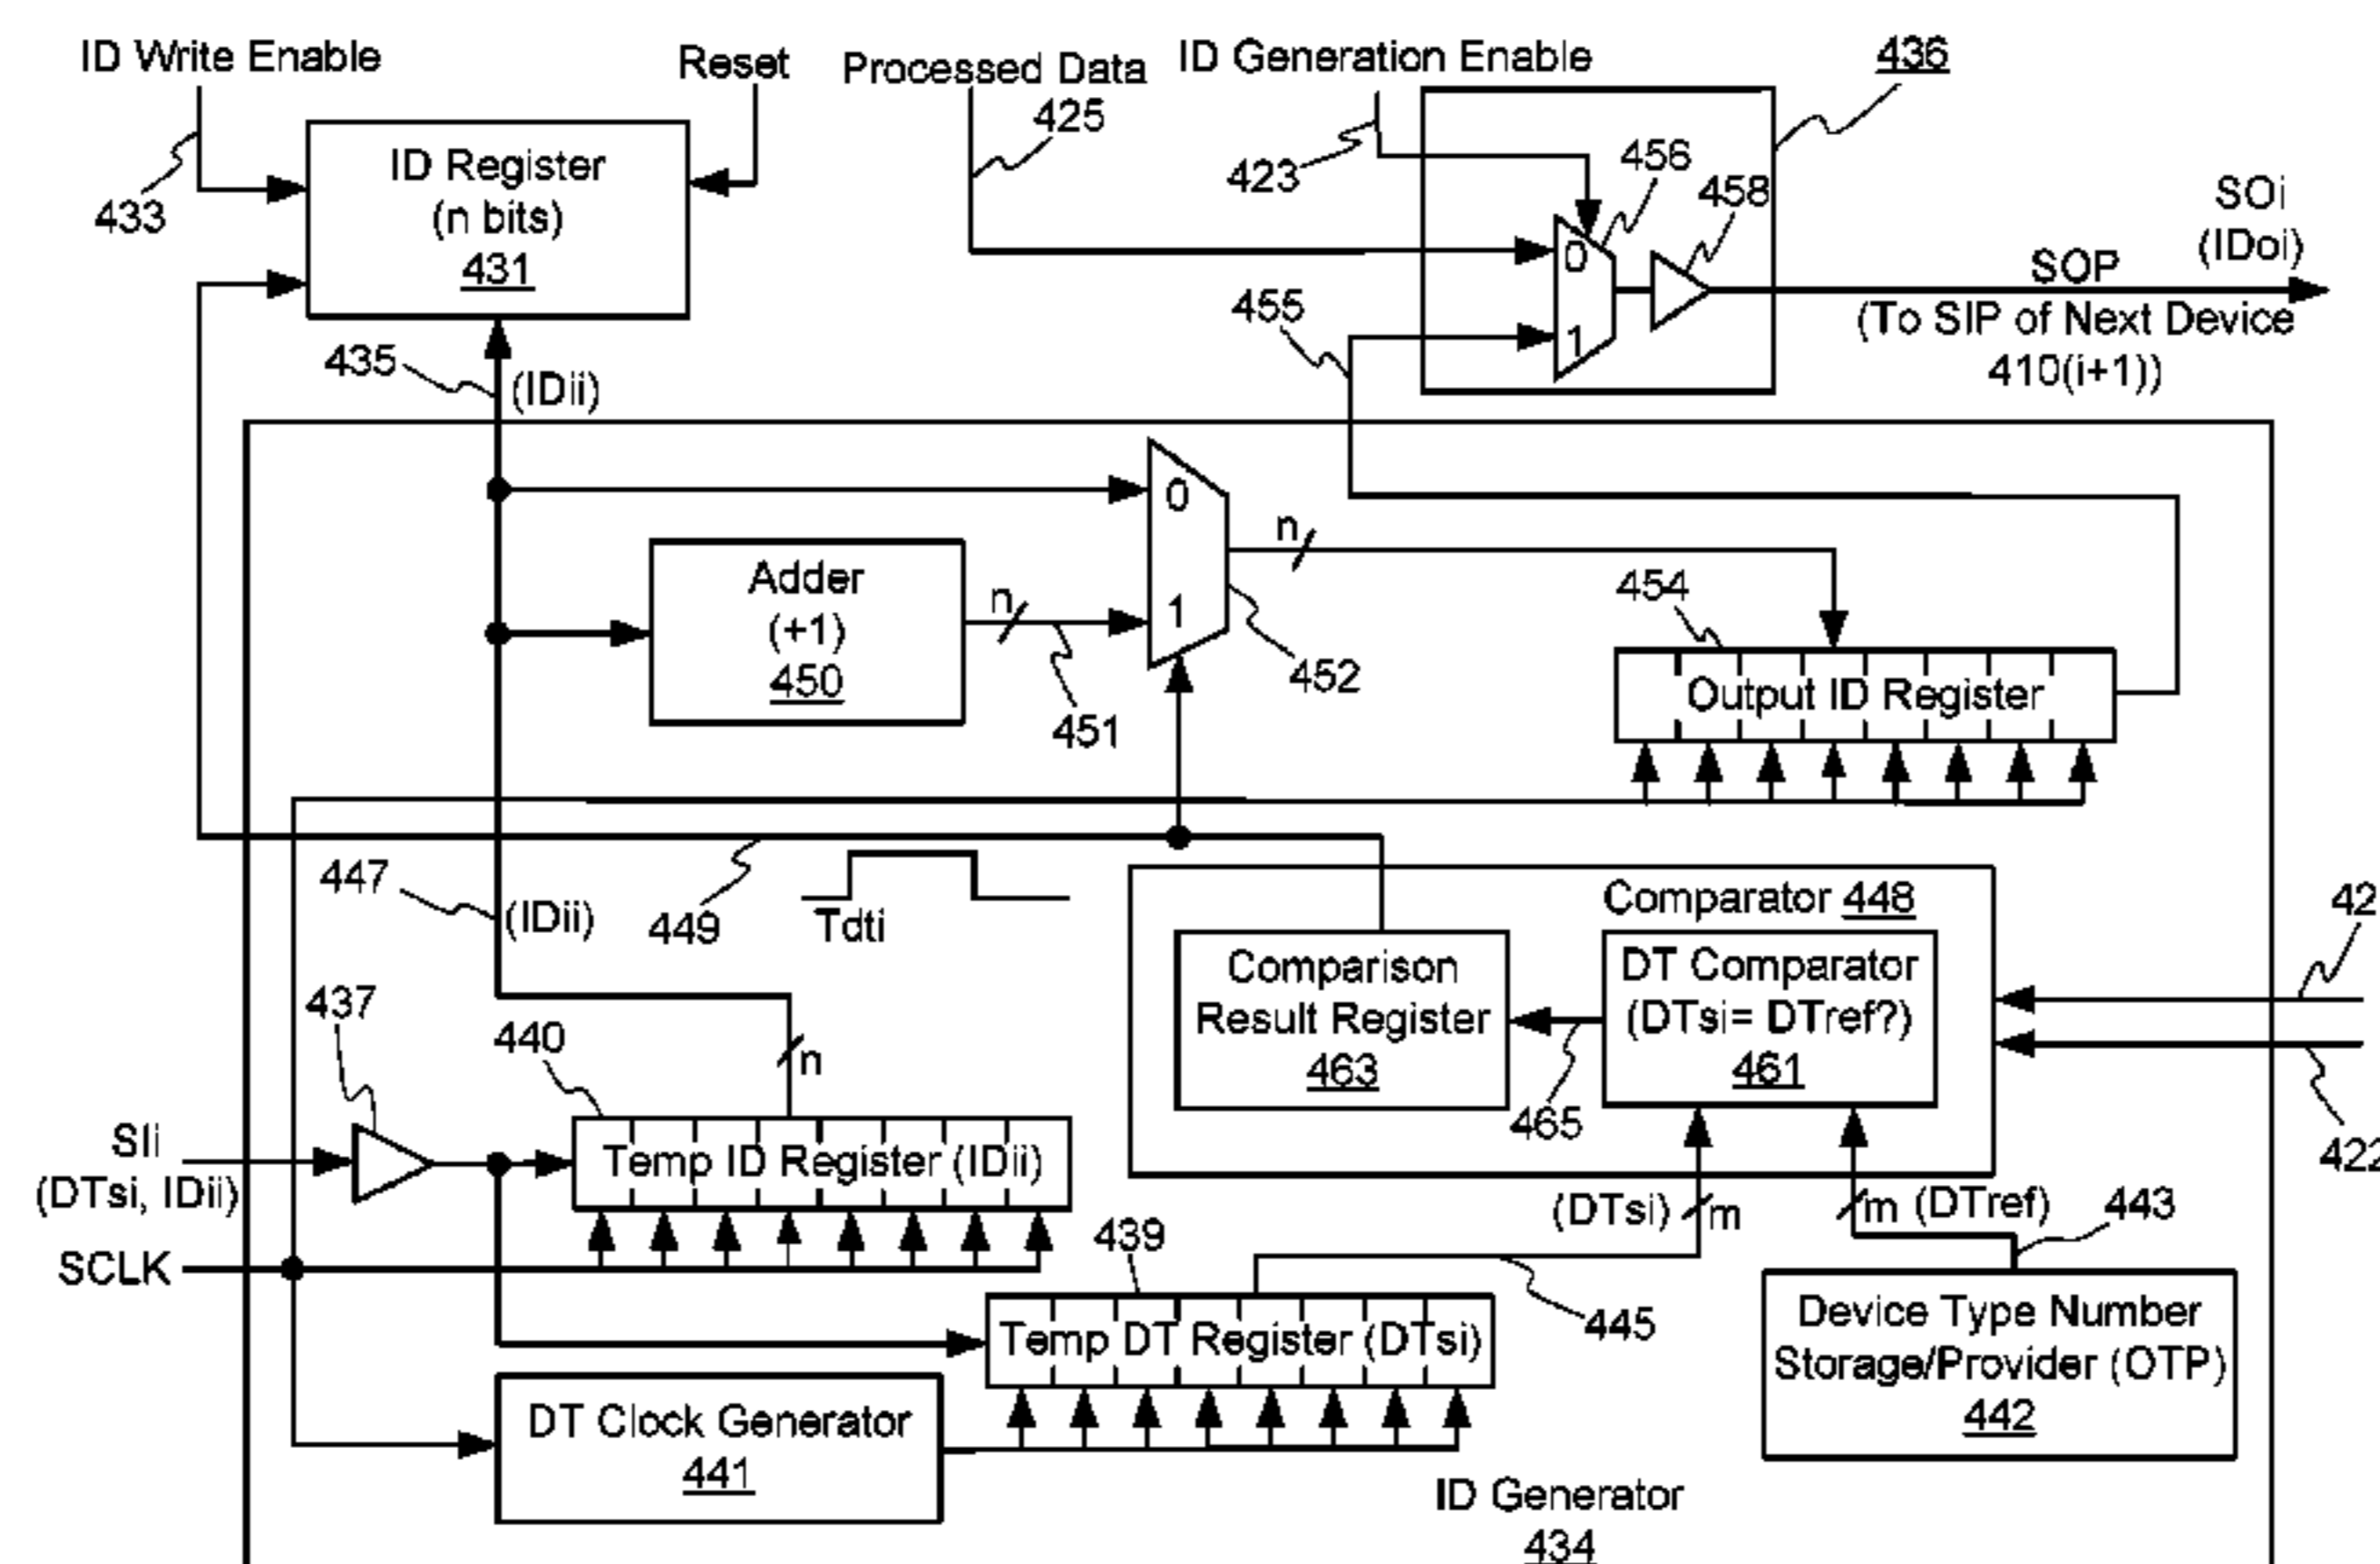 ID Write Enable
Reset
Processed Data
ID Generation Enable
436
425
433
ID Register
(n bits)
431
423
456
458
0
1
SOi
(IDoi)
SOP
(To SIP of Next Device
410(i+1))
455
435
(IDii)
0
1
n
Adder
(+1)
450
n
451
452
454
Output ID Register
447
(IDii)
449
Tdti
Comparator 448
Comparison
Result Register
463
DT Comparator
(DTsi= DTref?)
461
465
42
422
437
440
n
SIi
(DTsi, IDii)
Temp ID Register (IDii)
SCLK
439
(DTsi)
m
m
(DTref)
443
445
Temp DT Register (DTsi)
Device Type Number
Storage/Provider (OTP)
442
DT Clock Generator
441
ID Generator
434